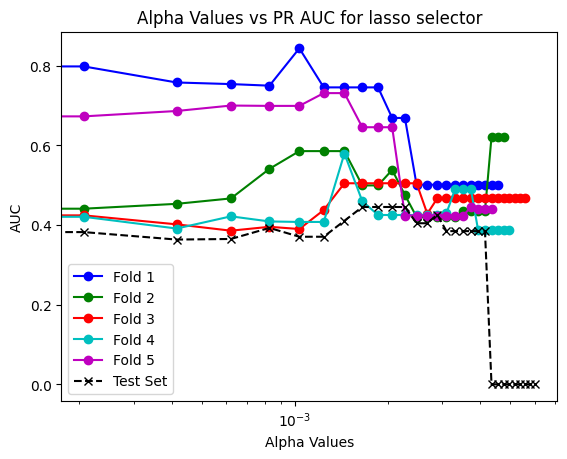 Alpha Values vs PR AUC for lasso selector
AUC
0.8
0.6
0.4
0.2
0.0
Fold 1
Fold 2
Fold 3
Fold 4
Fold 5
Test Set
10⁻³
Alpha Values